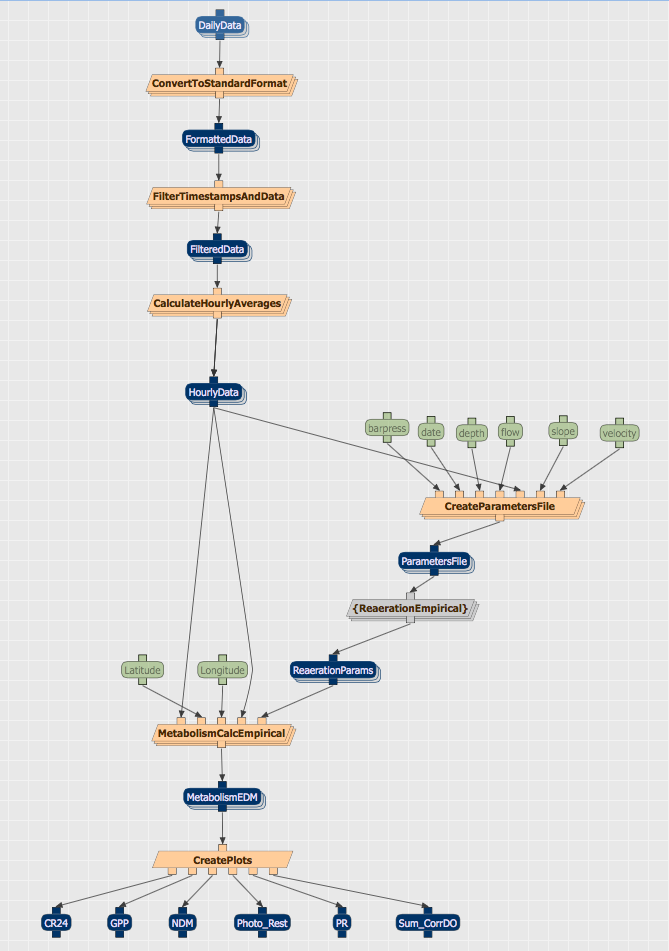 DailyData
ConvertToStandardFormat
FormattedData
FilterTimestampsAndData
FilteredData
CalculateHourlyAverages
HourlyData
barpress
date
depth
flow
slope
velocity
CreateParametersFile
ParametersFile
{ReaerationEmpirical}
Latitude
Longitude
ReaerationParams
MetabolismCalcEmpirical
MetabolismEDM
CreatePlots
CR24
GPP
NDM
Photo_Rest
PR
Sum_CorrDO